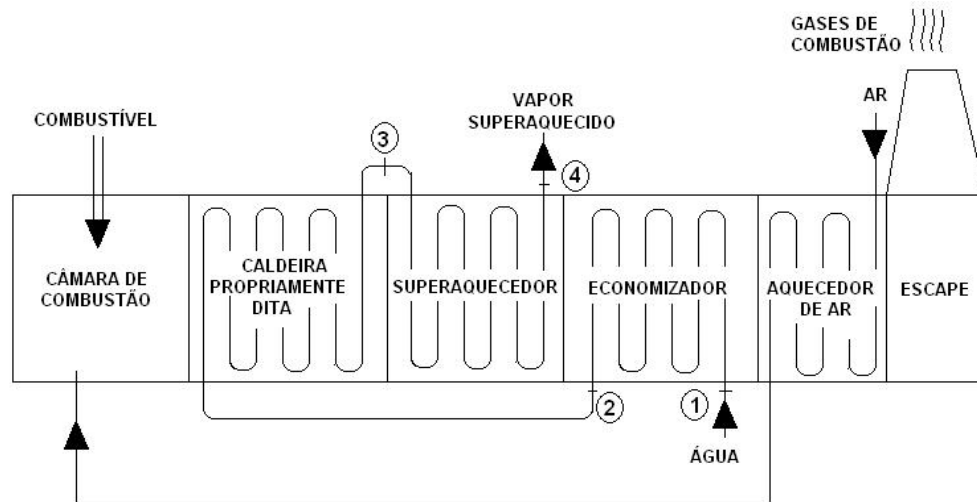 GASES DE
COMBUSTÃO
AR
VAPOR
SUPERAQUECIDO
COMBUSTÍVEL
3
4
CÂMARA DE
COMBUSTÃO
CALDEIRA
PROPRIAMENTE
DITA
SUPERAQUECEDOR
ECONOMIZADOR
AQUECEDOR
DE AR
ESCAPE
2
1
ÁGUA